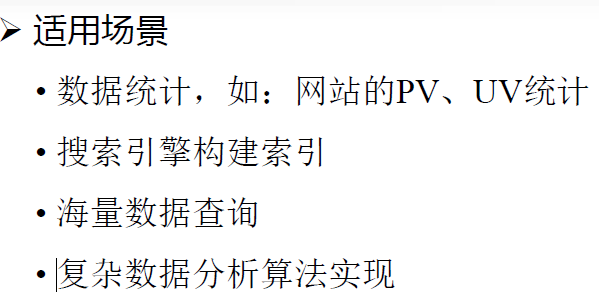 ➢ 适用场景
• 数据统计，如：网站的PV、UV统计
• 搜索引擎构建索引
• 海量数据查询
• 复杂数据分析算法实现